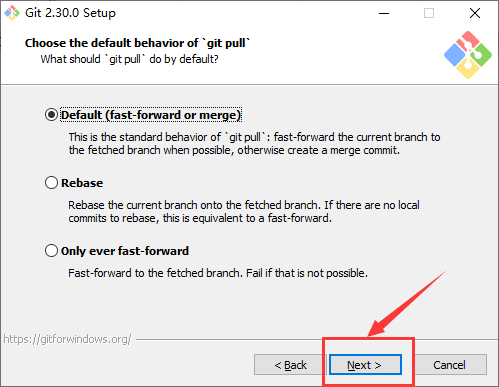 Git 2.30.0 Setup
Choose the default behavior of `git pull`
What should `git pull` do by default?
Default (fast-forward or merge)
This is the standard behavior of `git pull`: fast-forward the current branch to
the fetched branch when possible, otherwise create a merge commit.
Rebase
Rebase the current branch onto the fetched branch. If there are no local
commits to rebase, this is equivalent to a fast-forward.
Only ever fast-forward
Fast-forward to the fetched branch. Fail if that is not possible.
https://gitforwindows.org/
< Back
Next >
Cancel